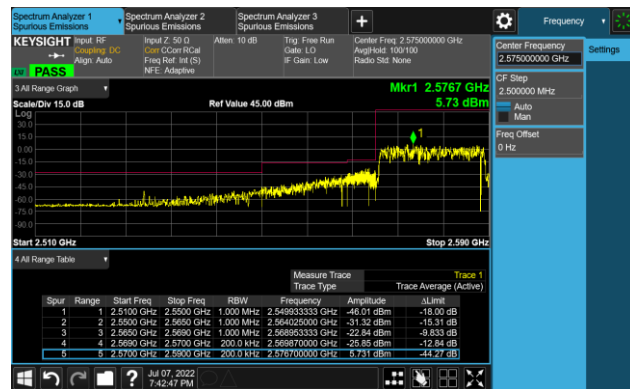 Spectrum Analyzer 1
Spurious Emissions
Spectrum Analyzer 2
Spurious Emissions
Spectrum Analyzer 3
Spurious Emissions
Frequency
KEYSIGHT
Input: RF
Coupling: DC
Align: Auto
Input Z: 50 Ω
Corr CCorr RCal
Freq Ref: Int (S)
NFE: Adaptive
Atten: 10 dB
Trig: Free Run
Gate: LO
IF Gain: Low
Center Freq: 2.575000000 GHz
Avg|Hold: 100/100
Radio Std: None
PASS
Center Frequency
2.575000000 GHz
Settings
CF Step
2.500000 MHz
Auto
Man
Freq Offset
0 Hz
3 All Range Graph
Mkr1 2.5767 GHz
Scale/Div 15.0 dB
Ref Value 45.00 dBm
5.73 dBm
Log
30.0
15.0
0.00
-15.0
-30.0
-45.0
-60.0
-75.0
-90.0
1
Start 2.510 GHz
Stop 2.590 GHz
4 All Range Table
Measure Trace Trace 1
Trace Type Trace Average (Active)
Spur Range Start Freq Stop Freq RBW Frequency Amplitude ΔLimit
1 1 2.5100 GHz 2.5500 GHz 1.000 MHz 2.549933333 GHz -46.01 dBm -18.00 dB
2 2 2.5500 GHz 2.5650 GHz 1.000 MHz 2.564025000 GHz -31.32 dBm -15.31 dB
3 3 2.5650 GHz 2.5690 GHz 1.000 MHz 2.568953333 GHz -22.84 dBm -9.833 dB
4 4 2.5690 GHz 2.5700 GHz 200.0 kHz 2.569870000 GHz -25.85 dBm -12.84 dB
5 5 2.5700 GHz 2.5900 GHz 200.0 kHz 2.576700000 GHz 5.731 dBm -44.27 dB
Jul 07, 2022
7:42:47 PM